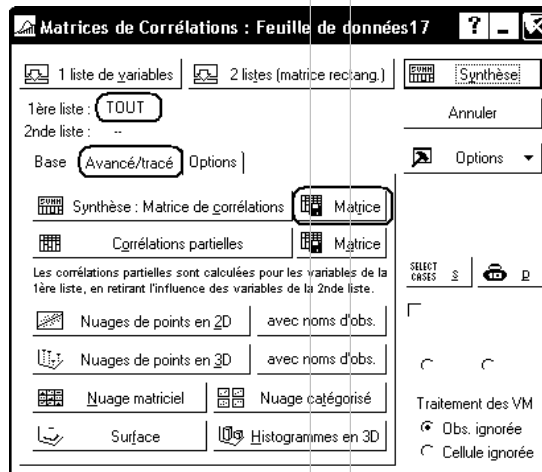 Matrices de Corrélations : Feuille de données17
1 liste de variables
2 listes (matrice rectang.)
Synthèse
1ère liste : TOUT
2nde liste : --
Annuler
Base Avancé/tracé Options
Options
Synthèse : Matrice de corrélations
Matrice
Corrélations partielles
Matrice
Les corrélations partielles sont calculées pour les variables de la
1ère liste, en retirant l'influence des variables de la 2nde liste.
SELECT
CASES S D
Nuages de points en 2D
avec noms d'obs.
Nuages de points en 3D
avec noms d'obs.
Nuage matriciel
Nuage catégorisé
Surface
Histogrammes en 3D
Traitement des VM
Obs. ignorée
Cellule ignorée